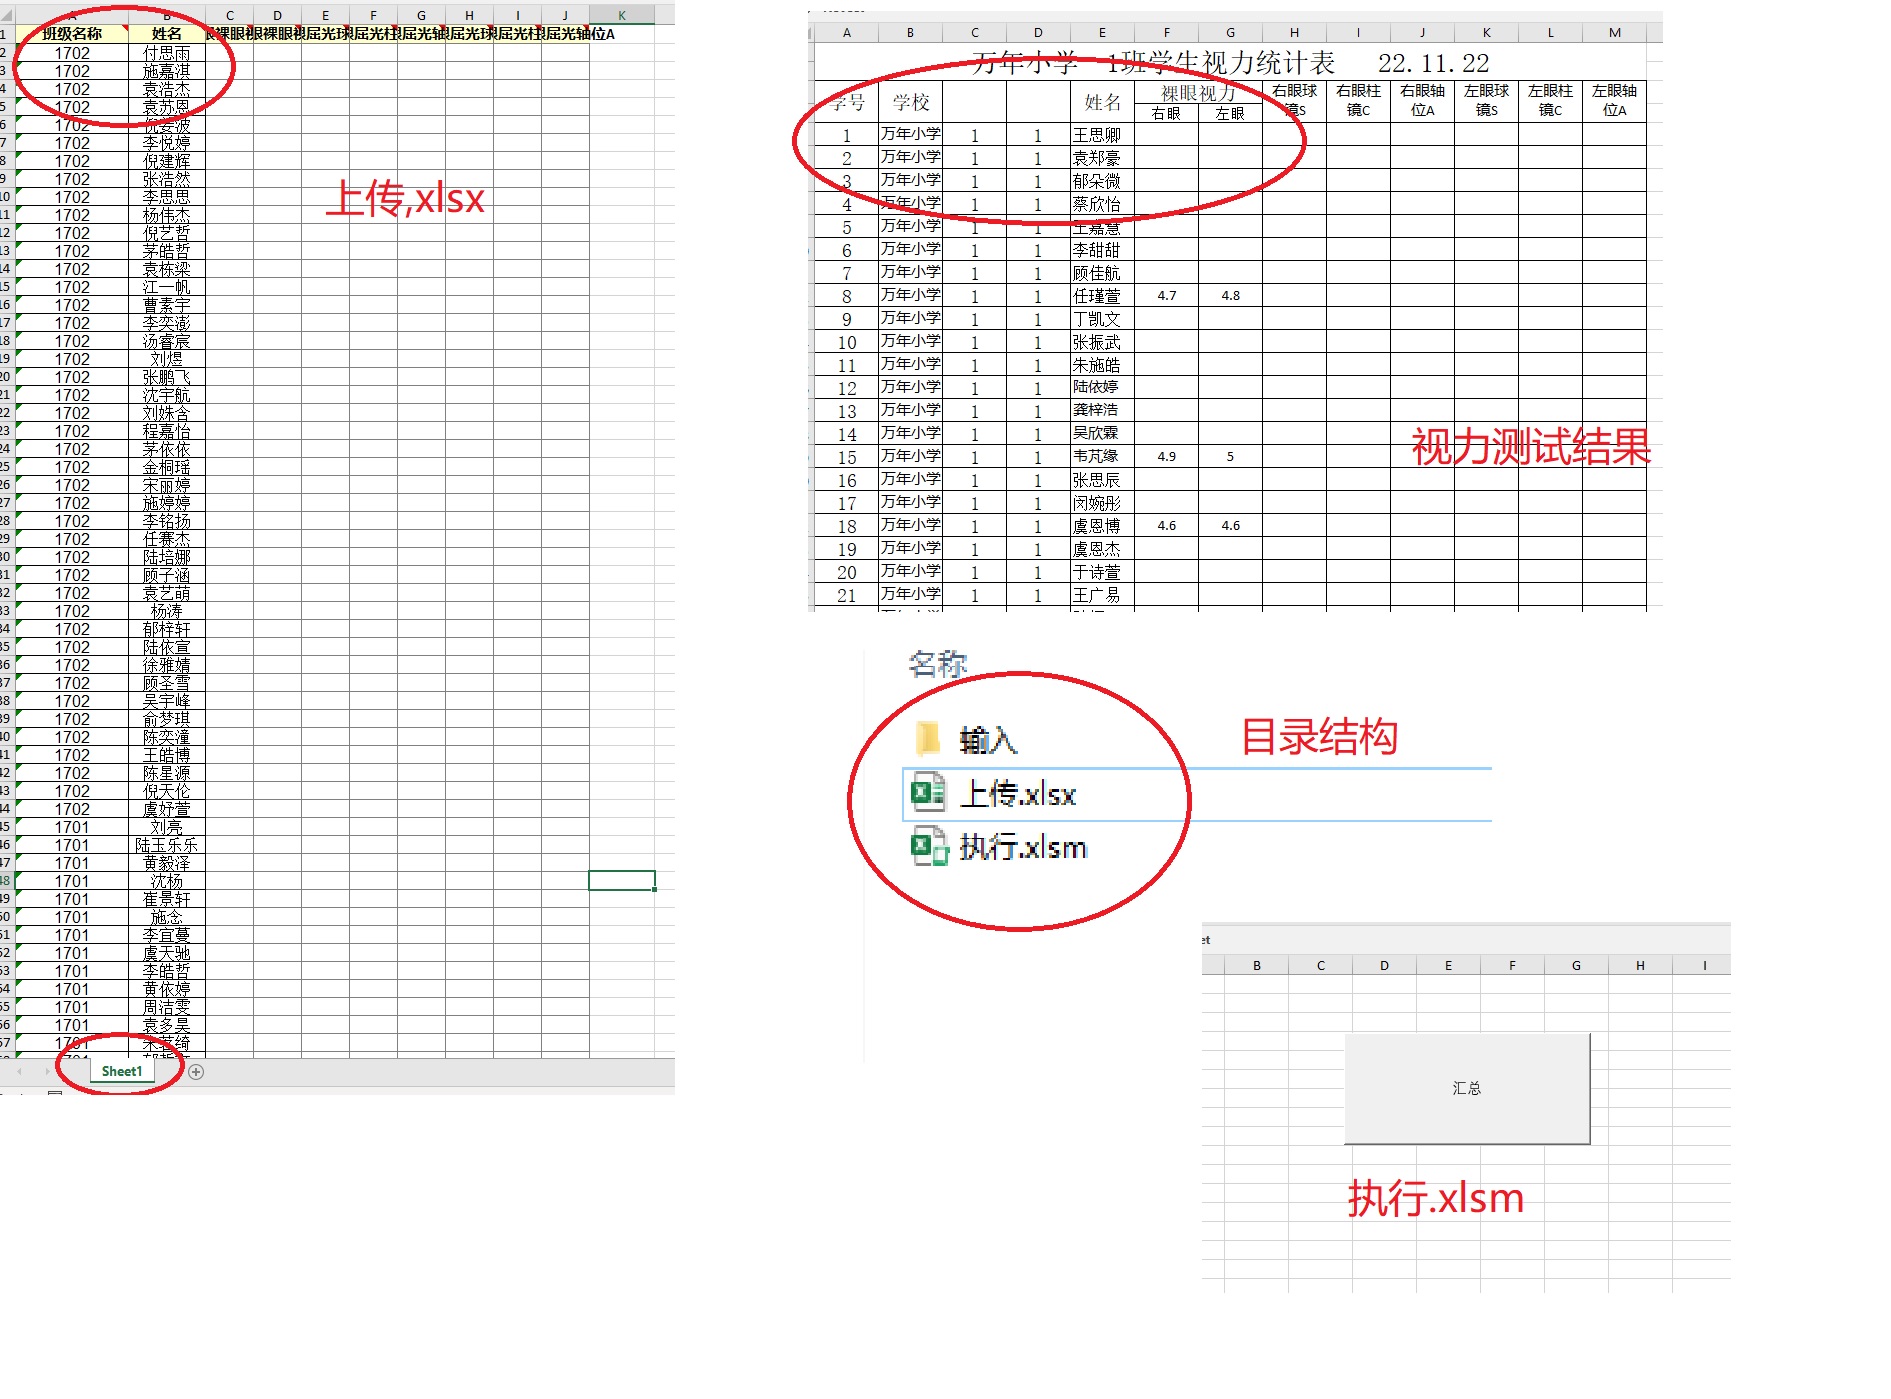 A B C D E F G H I J K
1 班级名称 姓名 眼裸眼视 眼裸眼视 眼屈光球 眼屈光柱 眼屈光轴 眼屈光球 眼屈光柱 眼屈光轴位A
2 1702 付思雨
3 1702 施嘉淇
4 1702 袁浩杰
5 1702 袁苏恩
6 1702 倪姜波
7 1702 李悦婷
8 1702 倪建辉
9 1702 张浩然
10 1702 李思思
11 1702 杨伟杰
12 1702 倪艺哲
13 1702 茅皓哲
14 1702 袁栋梁
15 1702 江一帆
16 1702 曹素宇
17 1702 李奕澎
18 1702 汤睿宸
19 1702 刘煜
20 1702 张鹏飞
21 1702 沈宇航
22 1702 刘姝含
23 1702 程嘉怡
24 1702 茅依依
25 1702 金桐瑶
26 1702 宋丽婷
27 1702 施婷婷
28 1702 李铭扬
29 1702 任赛杰
30 1702 陆培娜
31 1702 顾子涵
32 1702 袁艺萌
33 1702 杨涛
34 1702 郁梓轩
35 1702 陆依宣
36 1702 徐雅婧
37 1702 顾圣雪
38 1702 吴宇峰
39 1702 俞梦琪
40 1702 陈奕潼
41 1702 王皓博
42 1702 陈星源
43 1702 倪天伦
44 1702 虞妤萱
45 1701 刘亮
46 1701 陆玉乐乐
47 1701 黄毅泽
48 1701 沈杨
49 1701 崔景轩
50 1701 施念
51 1701 李宜蔓
52 1701 虞天驰
53 1701 李皓哲
54 1701 黄依婷
55 1701 周洁雯
56 1701 袁多昊
57 1701 朱茗绮
1701
Sheet1
上传,xlsx
A B C D E F G H I J K L M
万年小学 1班学生视力统计表 22.11.22
学号 学校 姓名 裸眼视力 右眼球镜S 右眼柱镜C 右眼轴位A 左眼球镜S 左眼柱镜C 左眼轴位A
右眼 左眼
1 万年小学 1 1 王思卿
2 万年小学 1 1 袁郑豪
3 万年小学 1 1 郁朵微
4 万年小学 1 1 蔡欣怡
5 万年小学 1 1 王嘉慧
6 万年小学 1 1 李甜甜
7 万年小学 1 1 顾佳航
8 万年小学 1 1 任瑾萱 4.7 4.8
9 万年小学 1 1 丁凯文
10 万年小学 1 1 张振武
11 万年小学 1 1 朱施皓
12 万年小学 1 1 陆依婷
13 万年小学 1 1 龚梓浩
14 万年小学 1 1 吴欣霖
15 万年小学 1 1 韦芃缘 4.9 5
16 万年小学 1 1 张思辰
17 万年小学 1 1 闵婉彤
18 万年小学 1 1 虞恩博 4.6 4.6
19 万年小学 1 1 虞恩杰
20 万年小学 1 1 于诗萱
21 万年小学 1 1 王广易
视力测试结果
名称
输入
上传.xlsx
执行.xlsm
目录结构
et
B C D E F G H I
汇总
执行.xlsm